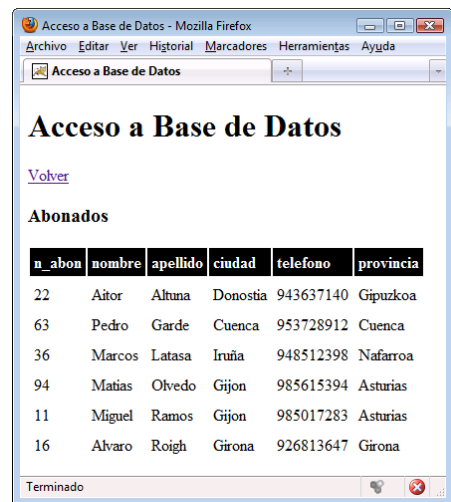 Acceso a Base de Datos - Mozilla Firefox
Archivo Editar Ver Historial Marcadores Herramientas Ayuda
Acceso a Base de Datos
Acceso a Base de Datos
Volver
Abonados
n_abon nombre apellido ciudad telefono provincia
22 Aitor Altuna Donostia 943637140 Gipuzkoa
63 Pedro Garde Cuenca 953728912 Cuenca
36 Marcos Latasa Iruña 948512398 Nafarroa
94 Matias Olvedo Gijon 985615394 Asturias
11 Miguel Ramos Gijon 985017283 Asturias
16 Alvaro Roigh Girona 926813647 Girona
Terminado